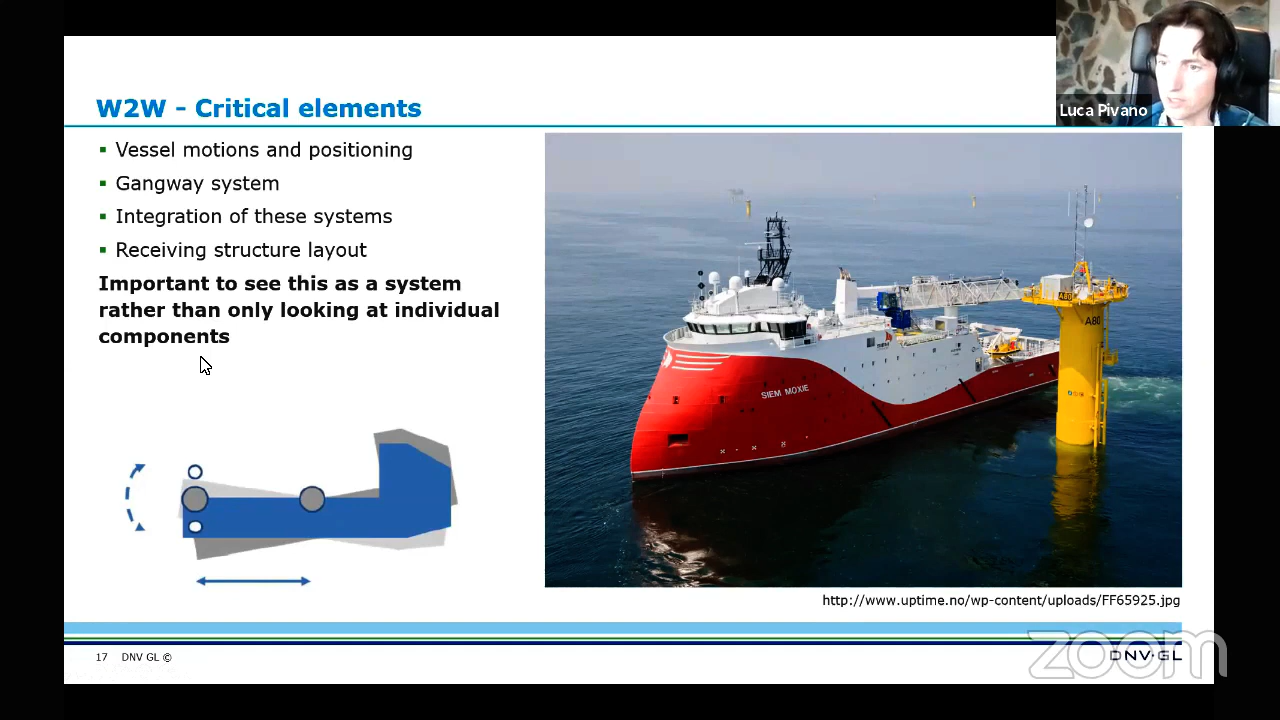 Luca Pivano
W2W - Critical elements
Vessel motions and positioning
Gangway system
Integration of these systems
Receiving structure layout
Important to see this as a system
rather than only looking at individual
components
SIEM MOXIE
A80
A80
http://www.uptime.no/wp-content/uploads/FF65925.jpg
17 DNV GL ©
DNV·GL
zoom